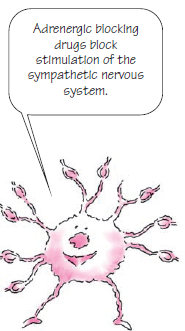 Adrenergic blocking
drugs block
stimulation of the
sympathetic nervous
system.